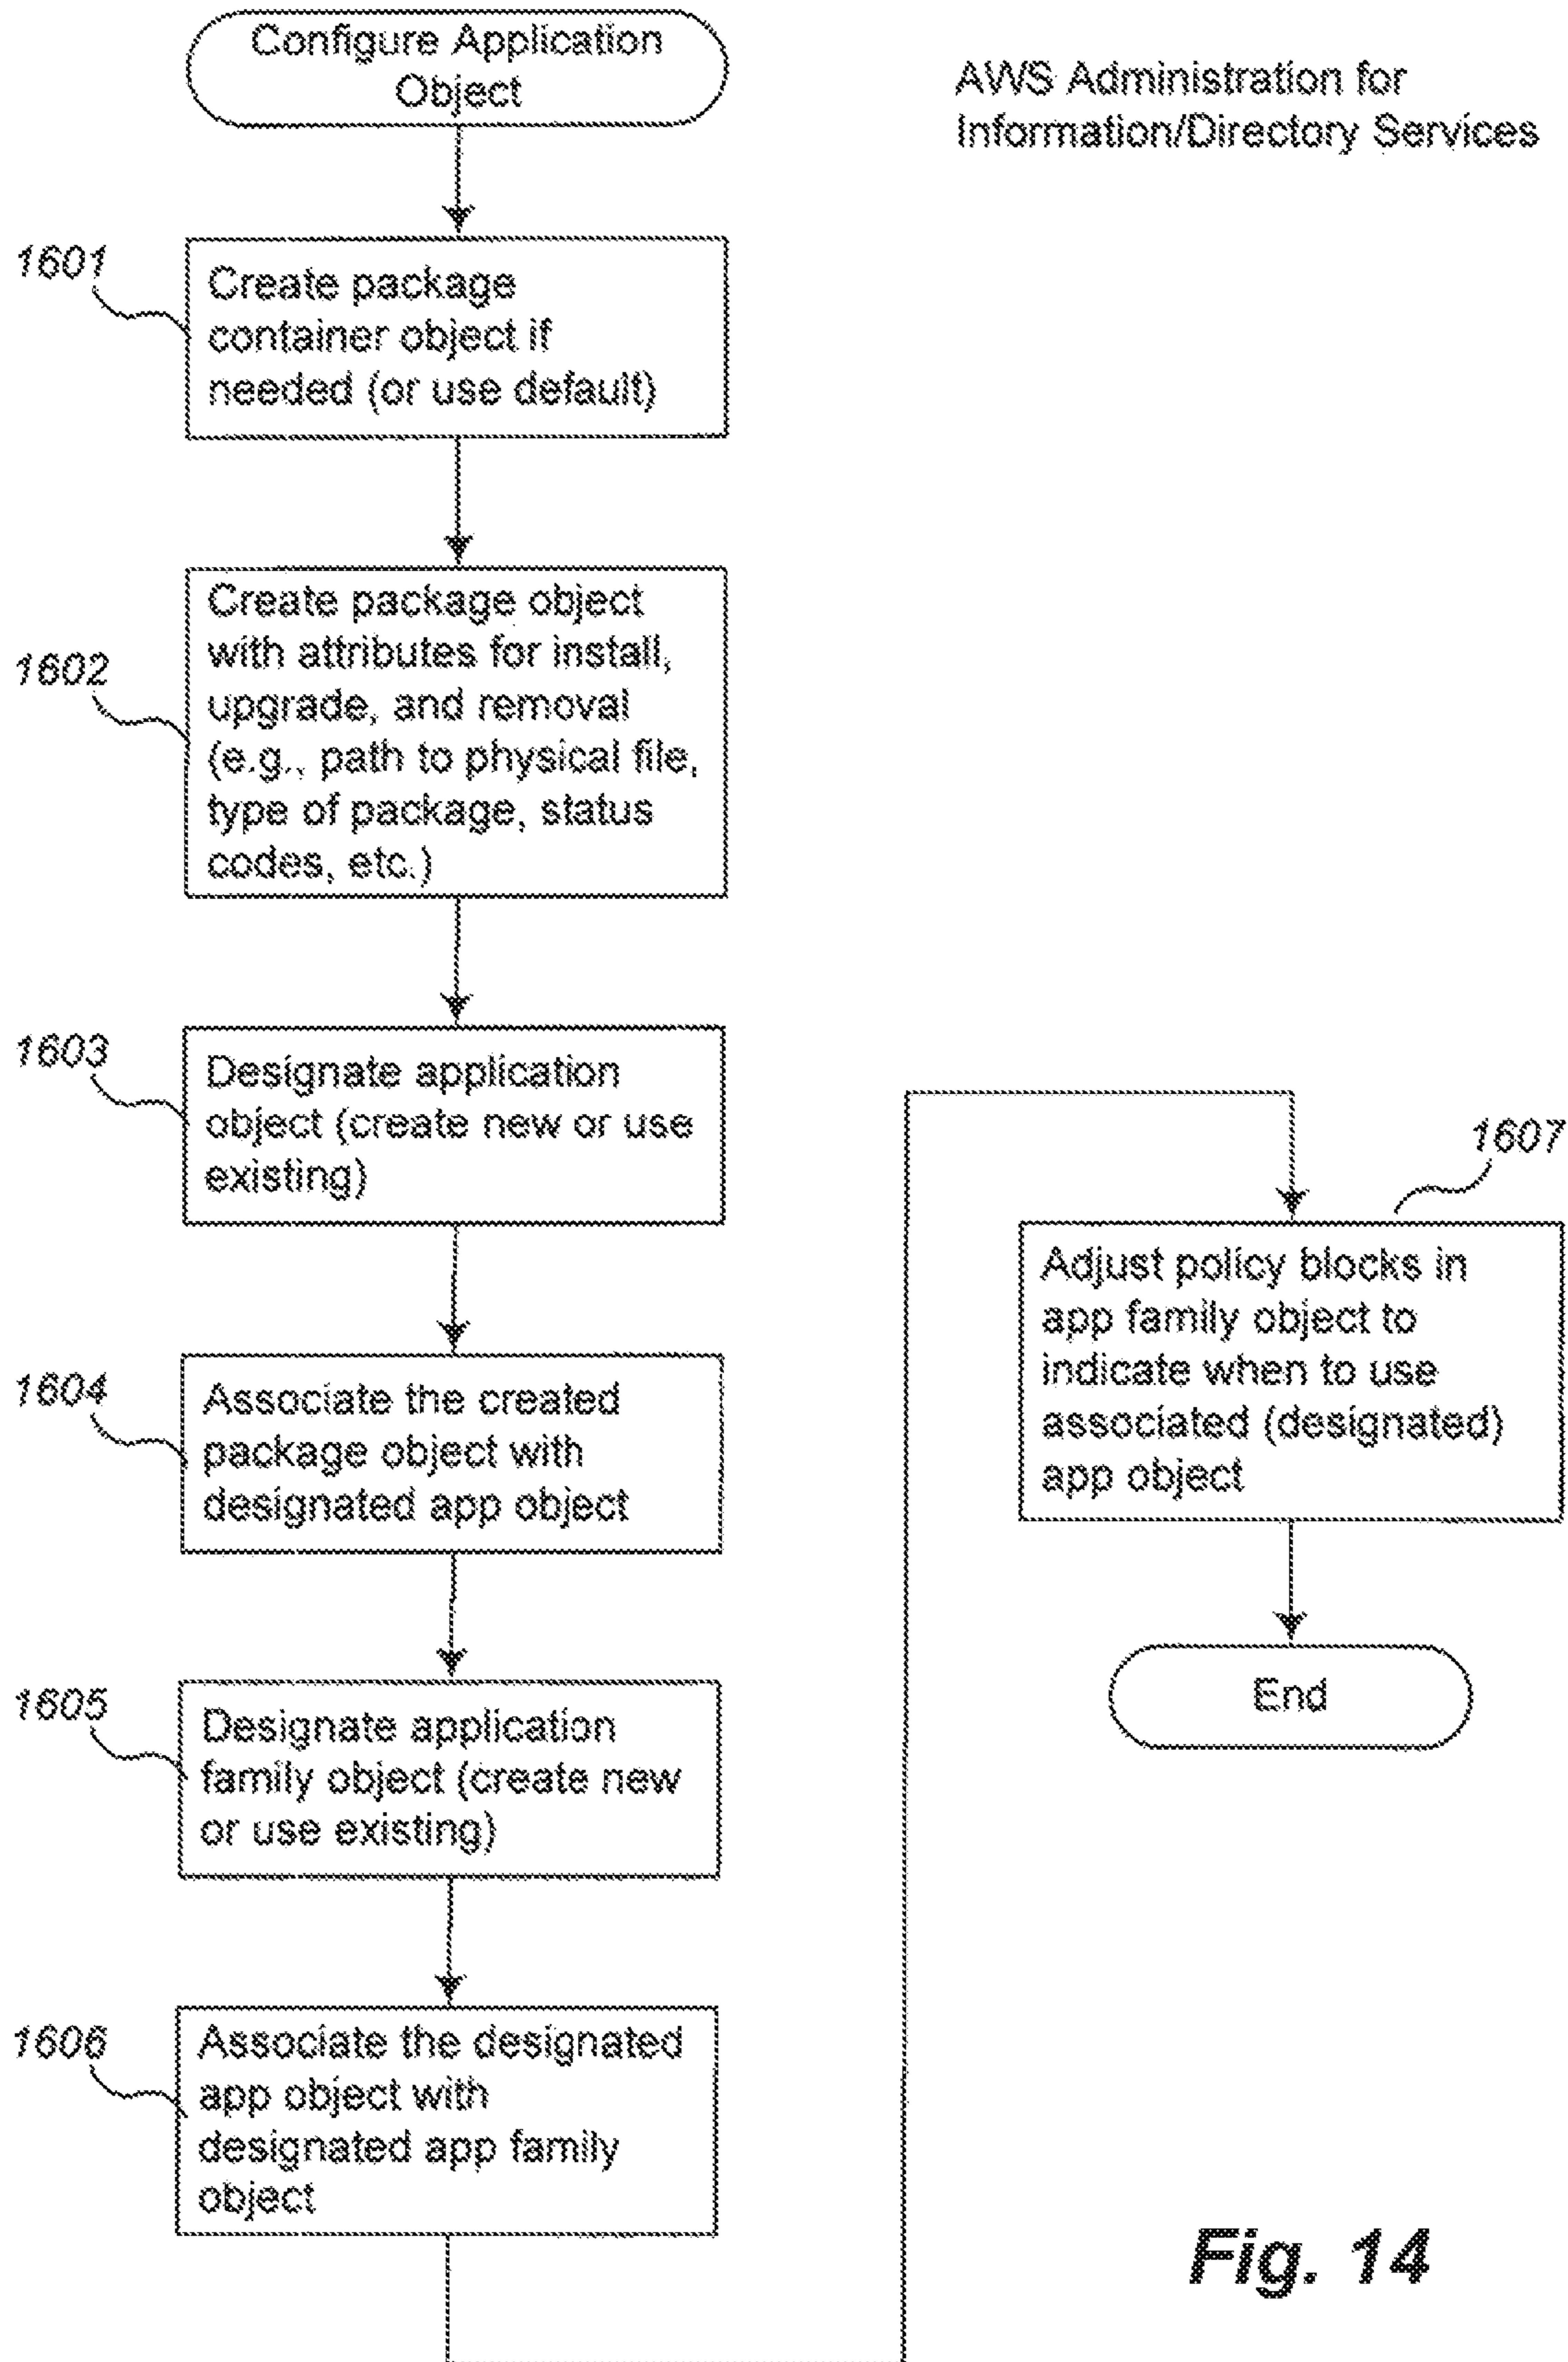 Configure Application
Object
AWS Administration for
Information/Directory Services
1601
Create package
container object if
needed (or use default)
1602
Create package object
with attributes for install,
upgrade, and removal
(e.g., path to physical file,
type of package, status
codes, etc.)
1603
Designate application
object (create new or use
existing)
1604
Associate the created
package object with
designated app object
1605
Designate application
family object (create new
or use existing)
1606
Associate the designated
app object with
designated app family
object
1607
Adjust policy blocks in
app family object to
indicate when to use
associated (designated)
app object
End
Fig. 14